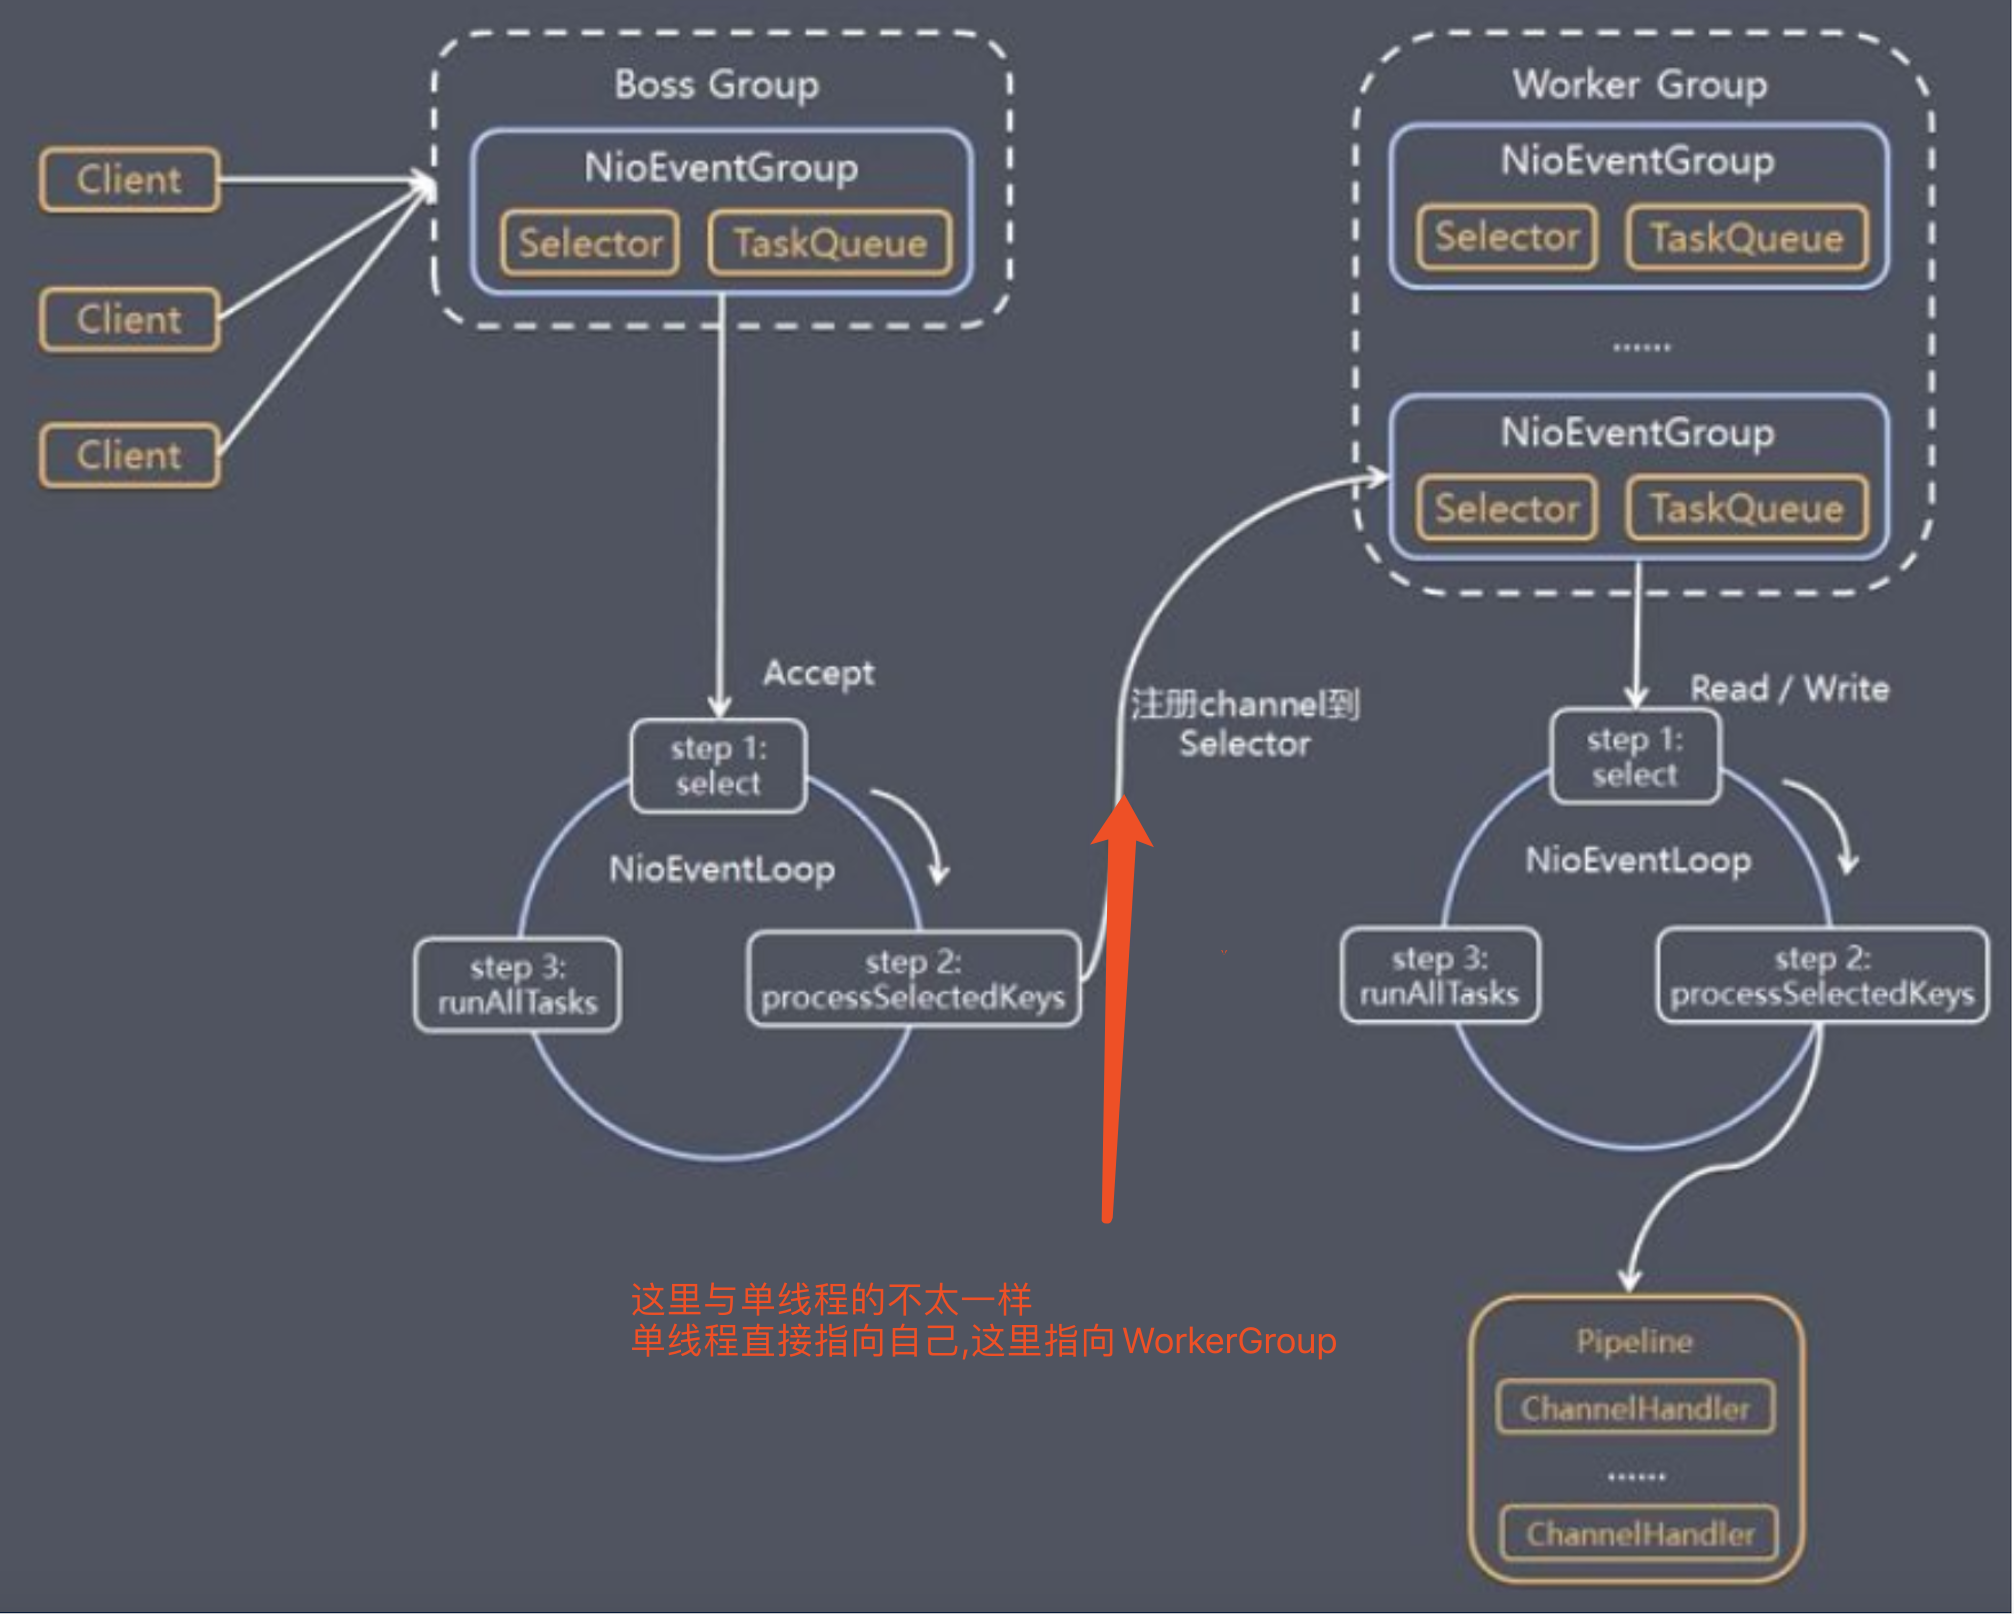 Boss Group
NioEventGroup
Selector
TaskQueue
Client
Client
Client
Worker Group
NioEventGroup
Selector
TaskQueue
......
NioEventGroup
Selector
TaskQueue
Accept
step 1:
select
NioEventLoop
step 2:
processSelectedKeys
step 3:
runAllTasks
注册channel到
Selector
Read / Write
step 1:
select
NioEventLoop
step 2:
processSelectedKeys
step 3:
runAllTasks
这里与单线程的不太一样
单线程直接指向自己,这里指向 WorkerGroup
Pipeline
ChannelHandler
......
ChannelHandler